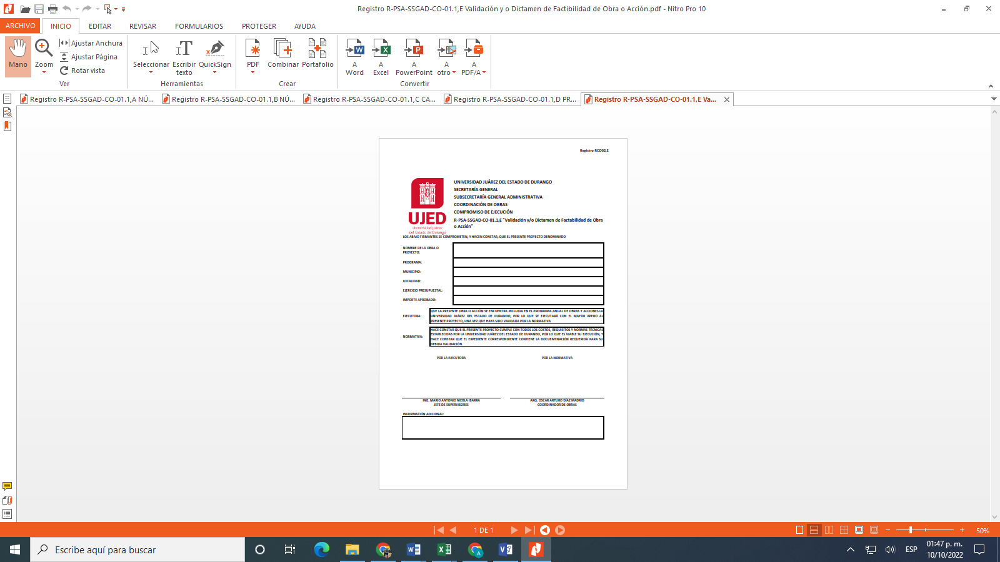 Registro R-PSA-SSGAD-CO-01.1,E Validación y o Dictamen de Factibilidad de Obra o Acción.pdf - Nitro Pro 10
ARCHIVO INICIO EDITAR REVISAR FORMULARIOS PROTEGER AYUDA
Mano
Zoom
Ajustar Anchura
Ajustar Página
Rotar vista
Ver
Seleccionar
Escribir texto
QuickSign
Herramientas
PDF
Combinar
Portafolio
Crear
A Word
A Excel
A PowerPoint
A otro
A PDF/A
Convertir
Registro R-PSA-SSGAD-CO-01.1,A NÚ...
Registro R-PSA-SSGAD-CO-01.1,B NÚ...
Registro R-PSA-SSGAD-CO-01.1,C CA...
Registro R-PSA-SSGAD-CO-01.1,D PR...
Registro R-PSA-SSGAD-CO-01.1,E Va...
Registro RCO02,E
UJED
Universidad Juárez
del Estado de Durango
UNIVERSIDAD JUÁREZ DEL ESTADO DE DURANGO
SECRETARÍA GENERAL
SUBSECRETARÍA GENERAL ADMINISTRATIVA
COORDINACIÓN DE OBRAS
COMPROMISO DE EJECUCIÓN
R-PSA-SSGAD-CO-01.1,E "Validación y/o Dictamen de Factabilidad de Obra
o Acción"
LOS ABAJO FIRMANTES SE COMPROMETEN, Y HACEN CONSTAR, QUE EL PRESENTE PROYECTO DENOMINADO
NOMBRE DE LA OBRA O
PROYECTO:
PROGRAMA:
MUNICIPIO:
LOCALIDAD:
EJERCICIO PRESUPUESTAL:
IMPORTE APROBADO:
EJECUTORA:
QUE LA PRESENTE OBRA O ACCIÓN SE ENCUENTRA INCLUIDA EN EL PROGRAMA ANUAL DE OBRAS Y ACCIONES LA
UNIVERSIDAD JUÁREZ DEL ESTADO DE DURANGO, POR LO QUE SE EJECUTARÁ CON EL MAYOR APEGO AL
PRESENTE PROYECTO, UNA VEZ QUE HAYA SIDO VALIDADA POR LA NORMATIVA
NORMATIVA:
HACE CONSTAR QUE EL PRESENTE PROYECTO CUMPLE CON TODOS LOS COSTOS, REQUISITOS Y NORMAS TÉCNICAS
ESTABLECIDAS POR LA UNIVERSIDAD JUÁREZ DEL ESTADO DE DURANGO, POR LO QUE ES VIABLE SU EJECUCIÓN, Y
HACE CONSTAR QUE EL EXPEDIENTE CORRESPONDIENTE CONTIENE LA DOCUEMTNACIÓN REQUERIDA PARA SU
DEBIDA VALIDACIÓN.
POR LA EJECUTORA
POR LA NORMATIVA
ING. MARIO ANTONIO NIEBLA IBARRA
JEFE DE SUPERVISORES
ARQ. OSCAR ARTURO DÍAZ MADRID
COORDINADOR DE OBRAS
INFORMACIÓN ADICIONAL:
1 DE 1
50%
Escribe aquí para buscar
ESP
01:47 p. m.
10/10/2022